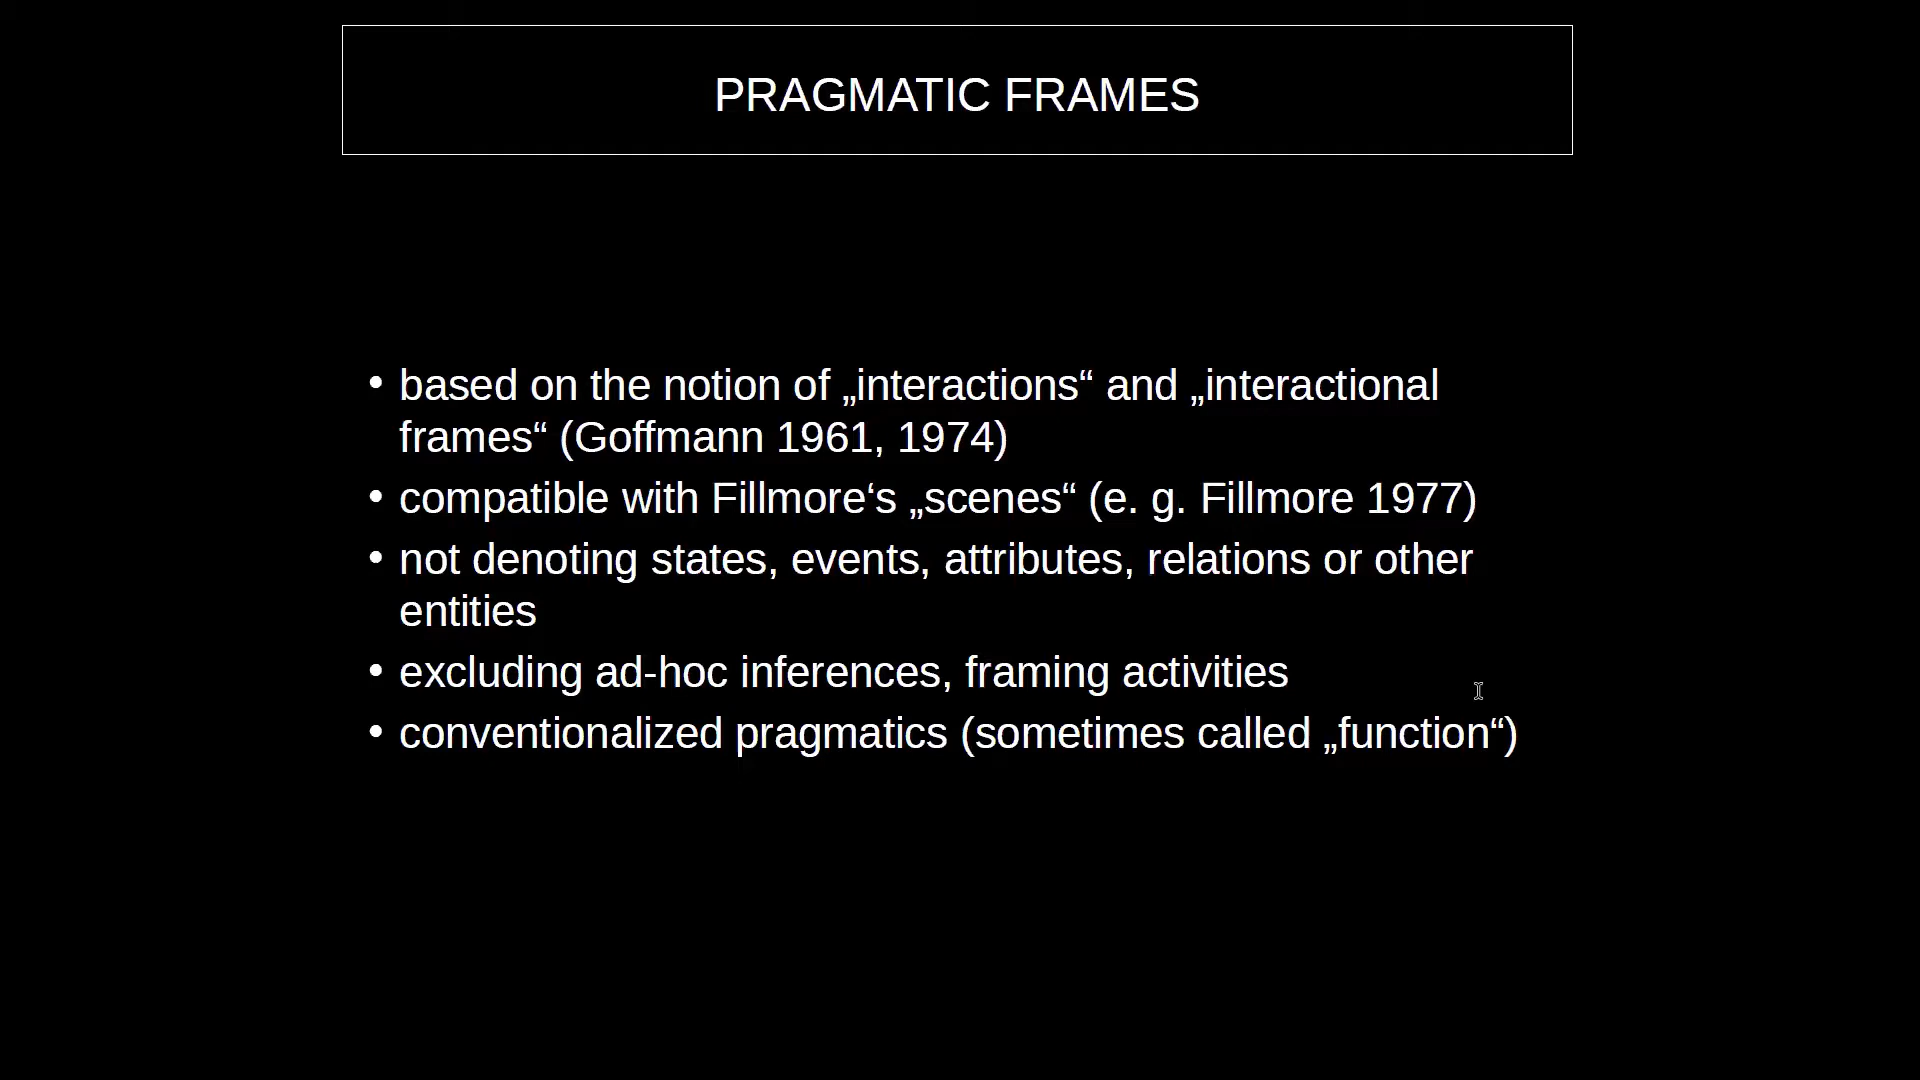 PRAGMATIC FRAMES
• based on the notion of „interactions“ and „interactional
frames“ (Goffmann 1961, 1974)
• compatible with Fillmore‘s „scenes“ (e. g. Fillmore 1977)
• not denoting states, events, attributes, relations or other
entities
• excluding ad-hoc inferences, framing activities
• conventionalized pragmatics (sometimes called „function“)